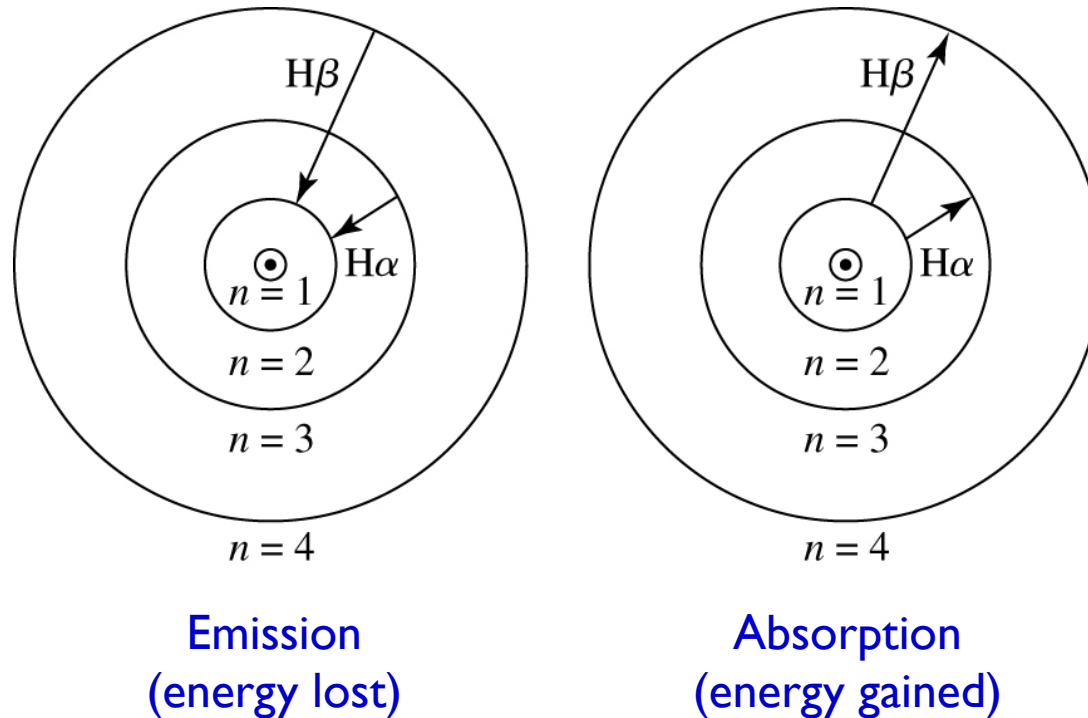 Hβ
Hα
n = 1
n = 2
n = 3
n = 4
Emission
(energy lost)
Hβ
Hα
n = 1
n = 2
n = 3
n = 4
Absorption
(energy gained)